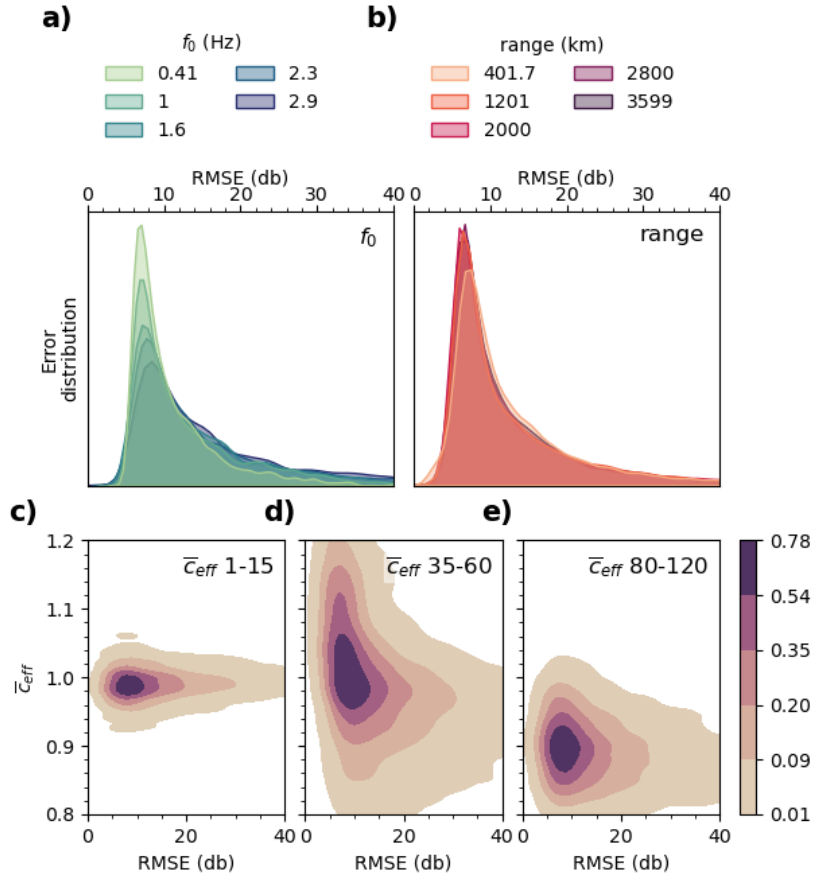 a)
b)
f0 (Hz)
range (km)
0.41
2.3
401.7
2800
1
2.9
1201
3599
1.6
2000
RMSE (db)
RMSE (db)
0 10 20 30 40
0 10 20 30 40
f0
range
Error
distribution
c)
d)
e)
1.2
1.1
1.0
0.9
0.8
c̅eff
c̅eff 1-15
c̅eff 35-60
c̅eff 80-120
0.78
0.54
0.35
0.20
0.09
0.01
0 20 40
0 20 40
0 20 40
RMSE (db)
RMSE (db)
RMSE (db)